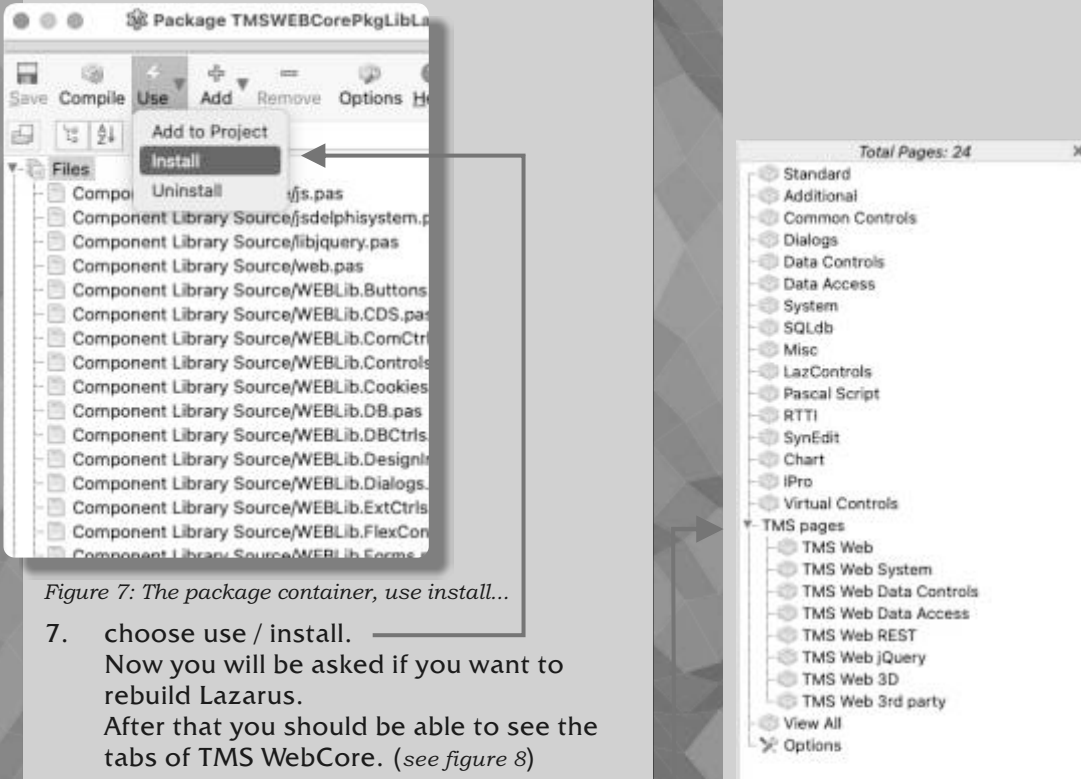 Package TMSWEBCorePkgLibLa
Save Compile Use Add Remove Options
Add to Project
Install
Uninstall
Files
Compo /js.pas
Component Library Source/jsdelphisystem.p
Component Library Source/libjquery.pas
Component Library Source/web.pas
Component Library Source/WEBLib.Buttons
Component Library Source/WEBLib.CDS.pas
Component Library Source/WEBLib.ComCtrl
Component Library Source/WEBLib.Controls
Component Library Source/WEBLib.Cookies
Component Library Source/WEBLib.DB.pas
Component Library Source/WEBLib.DBCtrls.
Component Library Source/WEBLib.DesignIn
Component Library Source/WEBLib.Dialogs.
Component Library Source/WEBLib.ExtCtrls
Component Library Source/WEBLib.FlexCon
Component Library Source/WEBLib.Forms.
Figure 7: The package container, use install...
7. choose use / install.
Now you will be asked if you want to
rebuild Lazarus.
After that you should be able to see the
tabs of TMS WebCore. (see figure 8)
Total Pages: 24
Standard
Additional
Common Controls
Dialogs
Data Controls
Data Access
System
SQLdb
Misc
LazControls
Pascal Script
RTTI
SynEdit
Chart
IPro
Virtual Controls
TMS pages
TMS Web
TMS Web System
TMS Web Data Controls
TMS Web Data Access
TMS Web REST
TMS Web jQuery
TMS Web 3D
TMS Web 3rd party
View All
Options